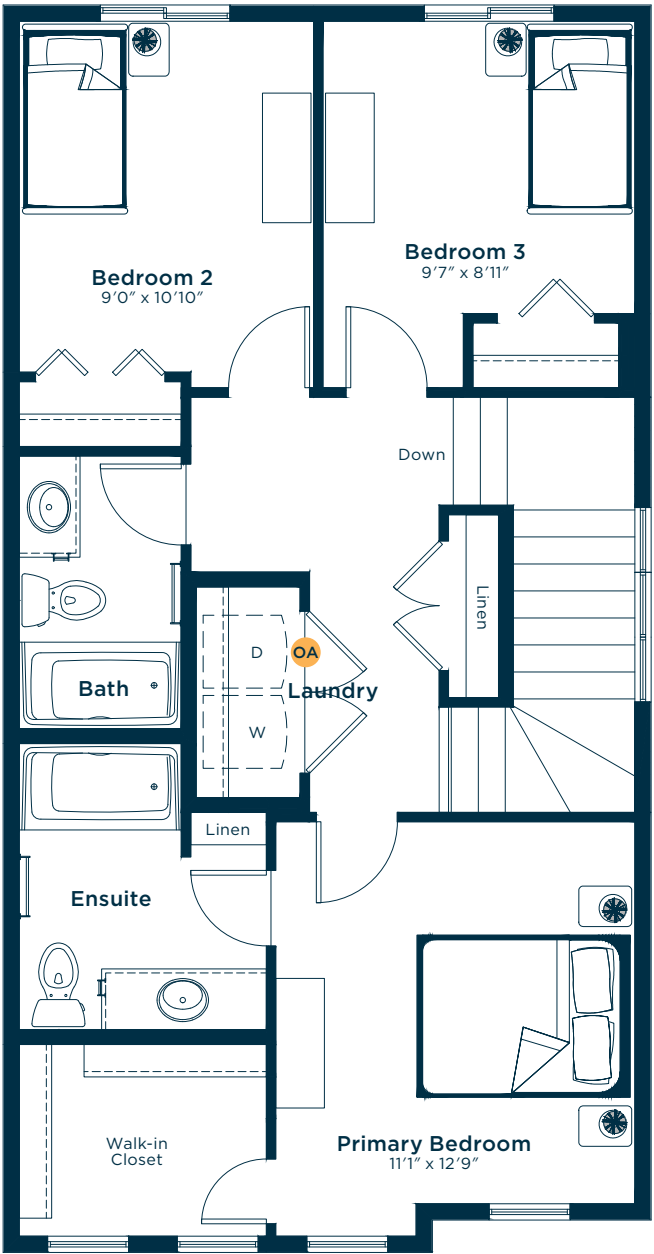 Bedroom 2
9′0″ x 10′10″
Bedroom 3
9′7″ x 8′11″
Down
Linen
D
OA
Laundry
W
Bath
Linen
Ensuite
Walk-in
Closet
Primary Bedroom
11′1″ x 12′9″